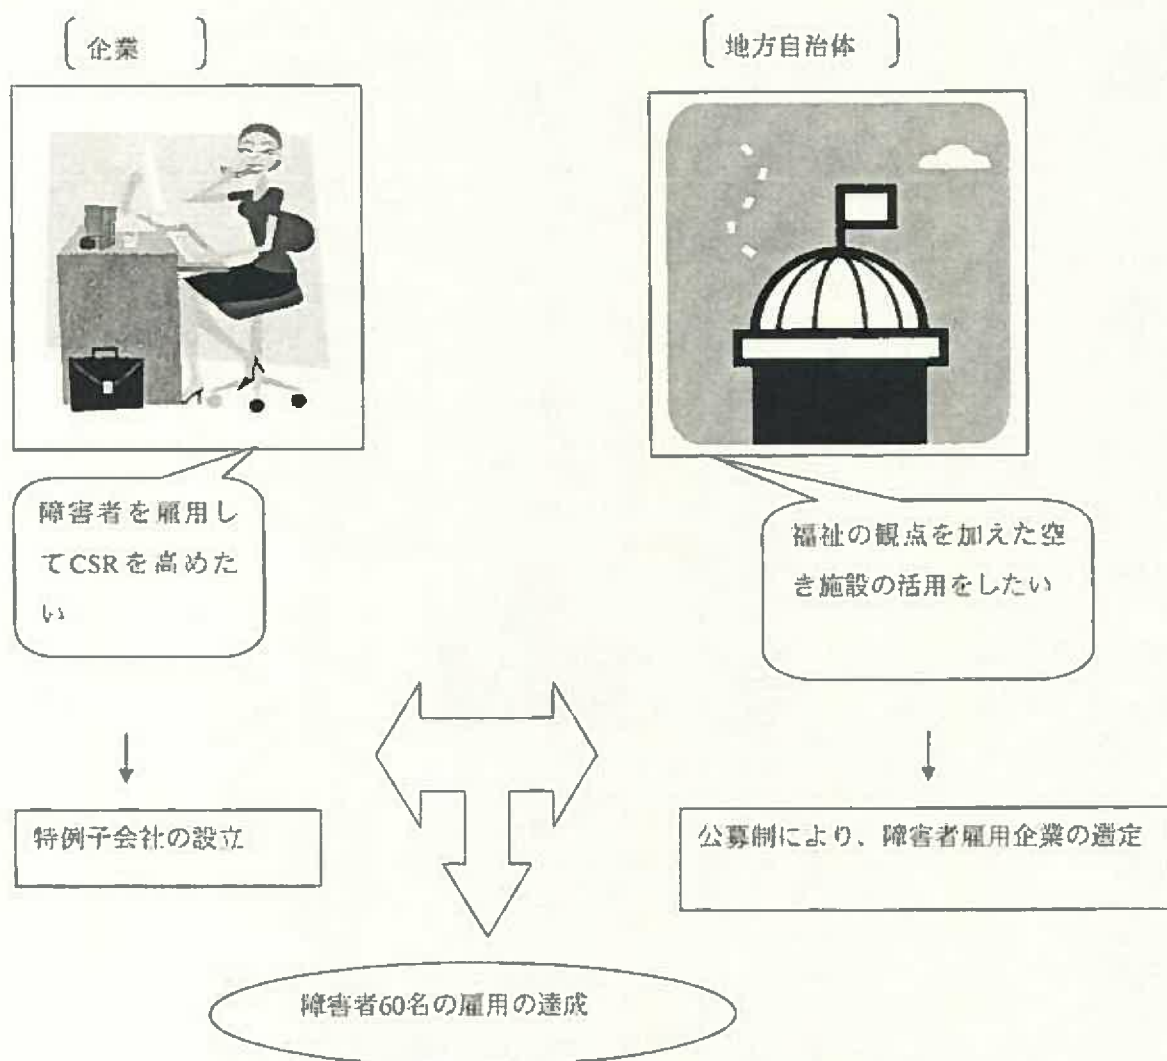 〔 企業 〕
〔 地方自治体 〕
障害者を雇用し
てCSRを高めた
い
福祉の観点を加えた空
き施設の活用をしたい
特例子会社の設立
公募制により、障害者雇用企業の選定
障害者60名の雇用の達成